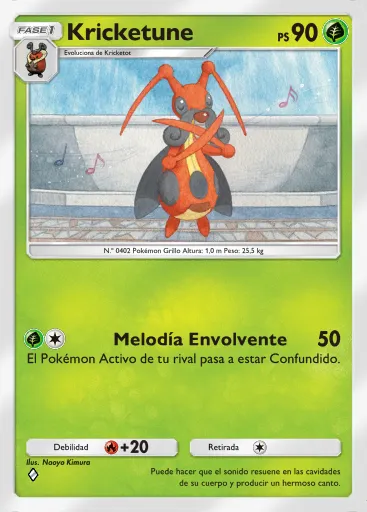 FASE 1
Kricketune
PS 90
Evoluciona de Kricketot
N.º 0402 Pokémon Grillo Altura: 1,0 m Peso: 25,5 kg
Melodía Envolvente 50
El Pokémon Activo de tu rival pasa a estar Confundido.
Debilidad +20 Retirada
Ilus. Naoyo Kimura
Puede hacer que el sonido resuene en las cavidades
de su cuerpo y producir un hermoso canto.